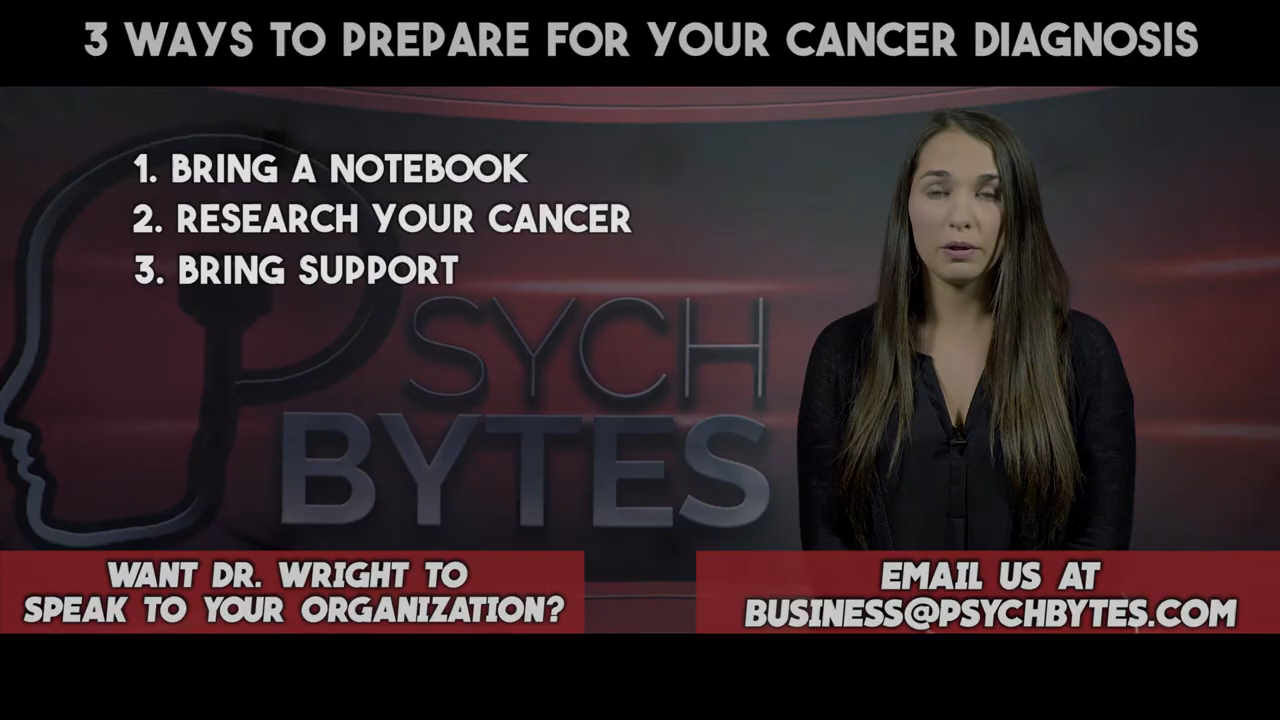 3 WAYS TO PREPARE FOR YOUR CANCER DIAGNOSIS
1. BRING A NOTEBOOK
2. RESEARCH YOUR CANCER
3. BRING SUPPORT
PSYCH
BYTES
WANT DR. WRIGHT TO
SPEAK TO YOUR ORGANIZATION?
EMAIL US AT
BUSINESS@PSYCHBYTES.COM